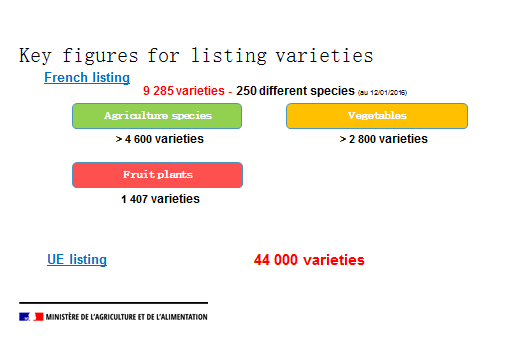 Key figures for listing varieties
French listing
9 285 varieties - 250 different species (au 12/01/2016)
Agriculture species
Vegetables
> 4 600 varieties
> 2 800 varieties
Fruit plants
1 407 varieties
UE listing
44 000 varieties
MINISTÈRE DE L'AGRICULTURE ET DE L'ALIMENTATION